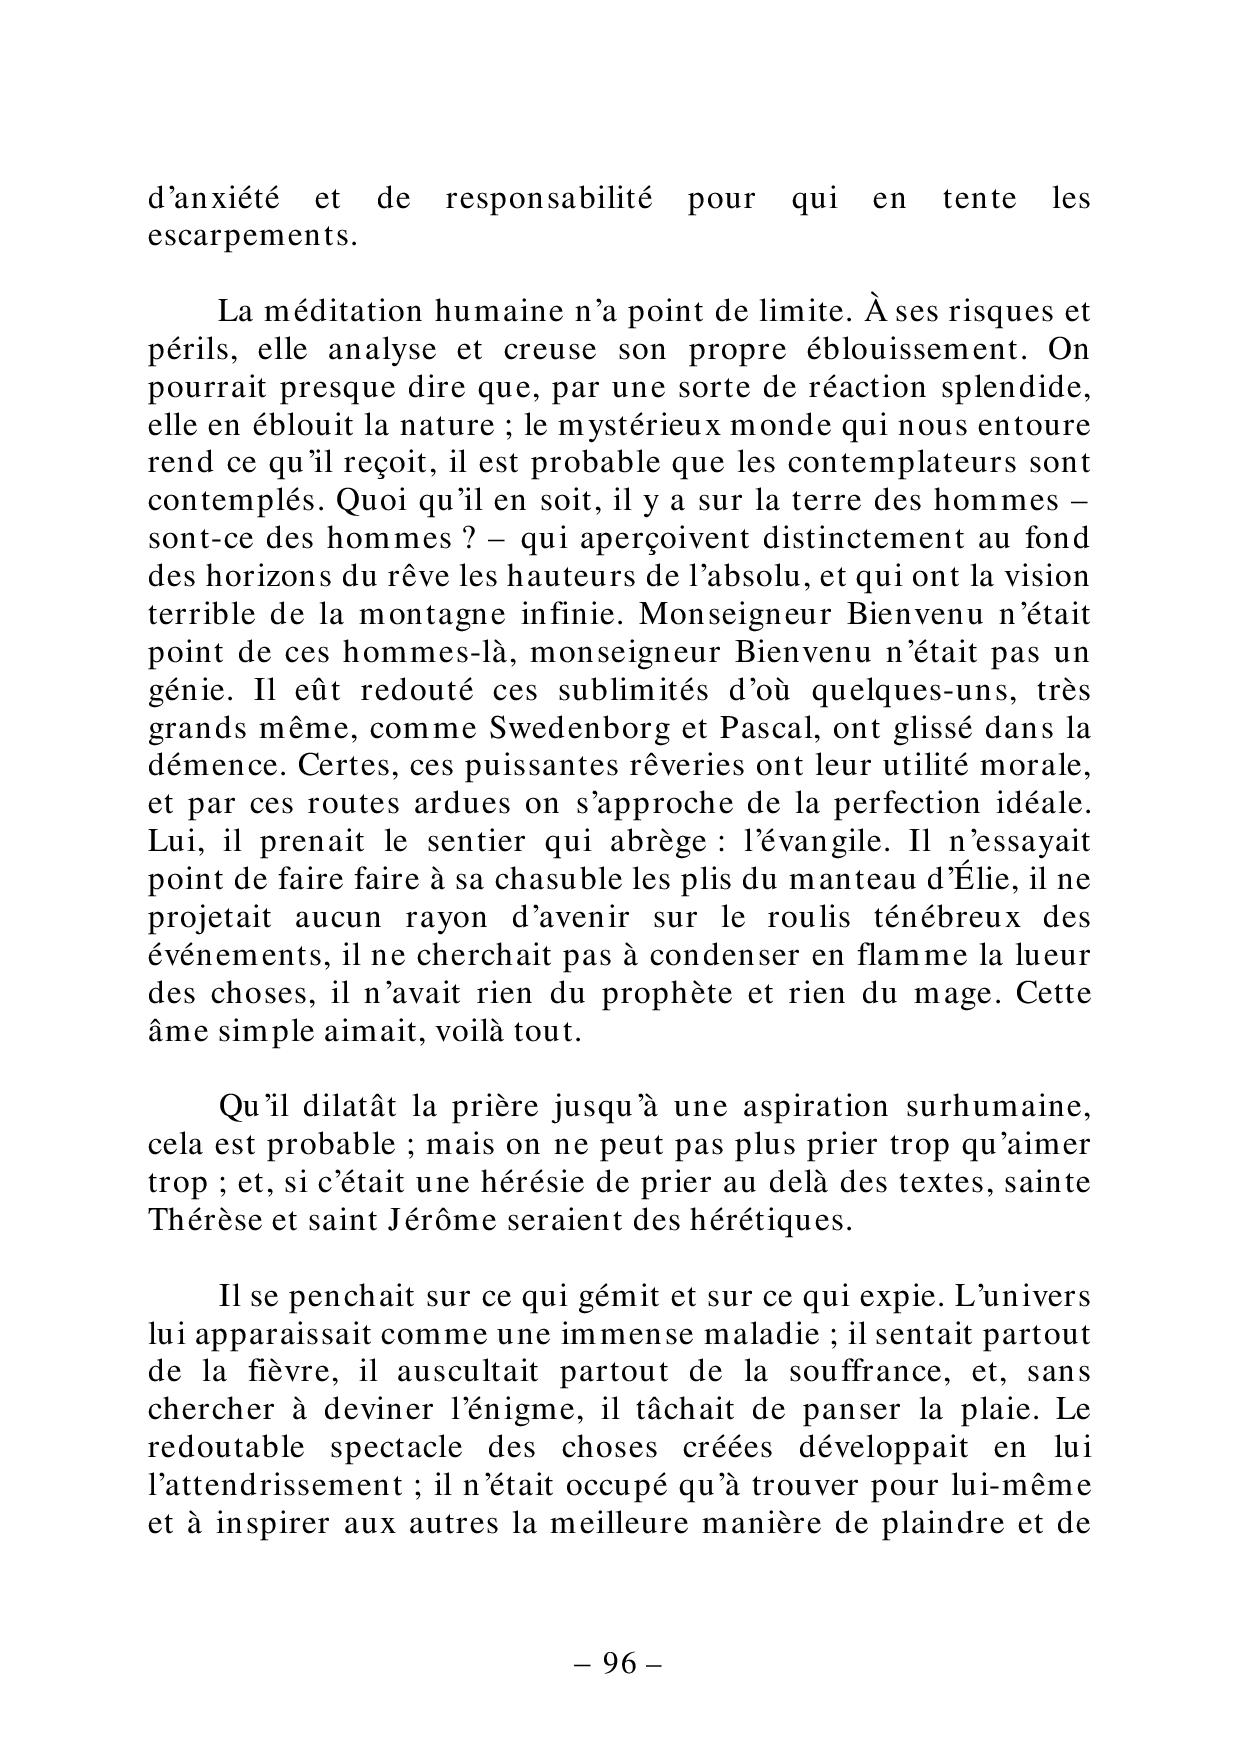 d’anxiété et de responsabilité pour qui en tente les
escarpements.
La méditation humaine n’a point de limite. À ses risques et
périls, elle analyse et creuse son propre éblouissement. On
pourrait presque dire que, par une sorte de réaction splendide,
elle en éblouit la nature ; le mystérieux monde qui nous entoure
rend ce qu’il reçoit, il est probable que les contemplateurs sont
contemplés. Quoi qu’il en soit, il y a sur la terre des hommes –
sont-ce des hommes ? – qui aperçoivent distinctement au fond
des horizons du rêve les hauteurs de l’absolu, et qui ont la vision
terrible de la montagne infinie. Monseigneur Bienvenu n’était
point de ces hommes-là, monseigneur Bienvenu n’était pas un
génie. Il eût redouté ces sublimités d’où quelques-uns, très
grands même, comme Swedenborg et Pascal, ont glissé dans la
démence. Certes, ces puissantes rêveries ont leur utilité morale,
et par ces routes ardues on s’approche de la perfection idéale.
Lui, il prenait le sentier qui abrège : l’évangile. Il n’essayait
point de faire faire à sa chasuble les plis du manteau d’Élie, il ne
projetait aucun rayon d’avenir sur le roulis ténébreux des
événements, il ne cherchait pas à condenser en flamme la lueur
des choses, il n’avait rien du prophète et rien du mage. Cette
âme simple aimait, voilà tout.
Qu’il dilatât la prière jusqu’à une aspiration surhumaine,
cela est probable ; mais on ne peut pas plus prier trop qu’aimer
trop ; et, si c’était une hérésie de prier au delà des textes, sainte
Thérèse et saint Jérôme seraient des hérétiques.
Il se penchait sur ce qui gémit et sur ce qui expie. L’univers
lui apparaissait comme une immense maladie ; il sentait partout
de la fièvre, il auscultait partout de la souffrance, et, sans
chercher à deviner l’énigme, il tâchait de panser la plaie. Le
redoutable spectacle des choses créées développait en lui
l’attendrissement ; il n’était occupé qu’à trouver pour lui-même
et à inspirer aux autres la meilleure manière de plaindre et de
– 96 –